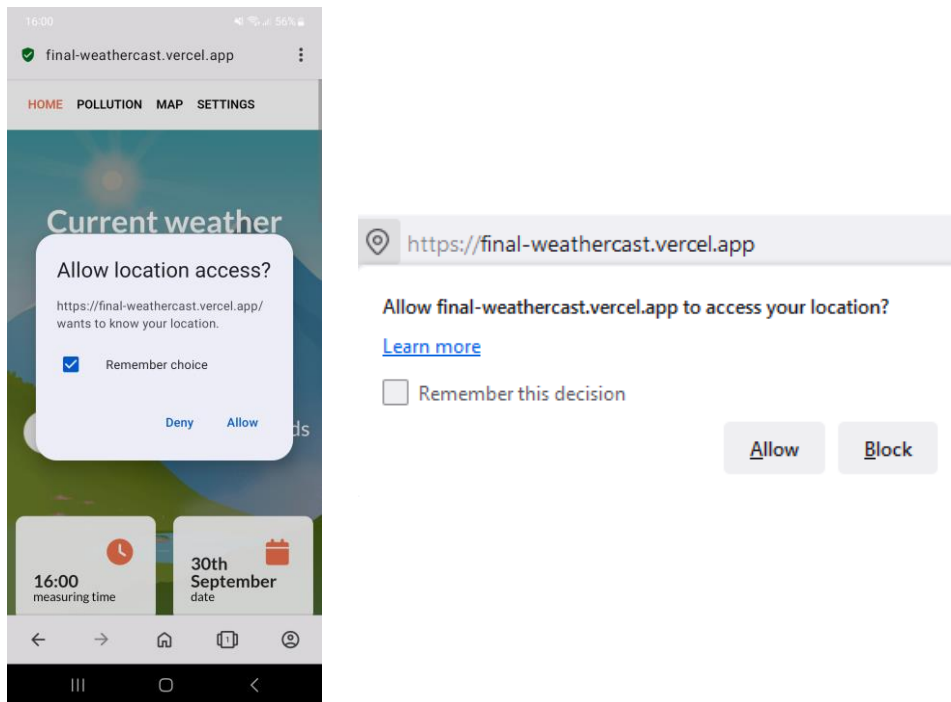 16:00 56%
final-weathercast.vercel.app
HOME POLLUTION MAP SETTINGS
Current weather
Allow location access?
https://final-weathercast.vercel.app/
wants to know your location.
Remember choice
Deny Allow
ds
16:00
measuring time
30th
September
date
1
https://final-weathercast.vercel.app
Allow final-weathercast.vercel.app to access your location?
Learn more
Remember this decision
Allow Block